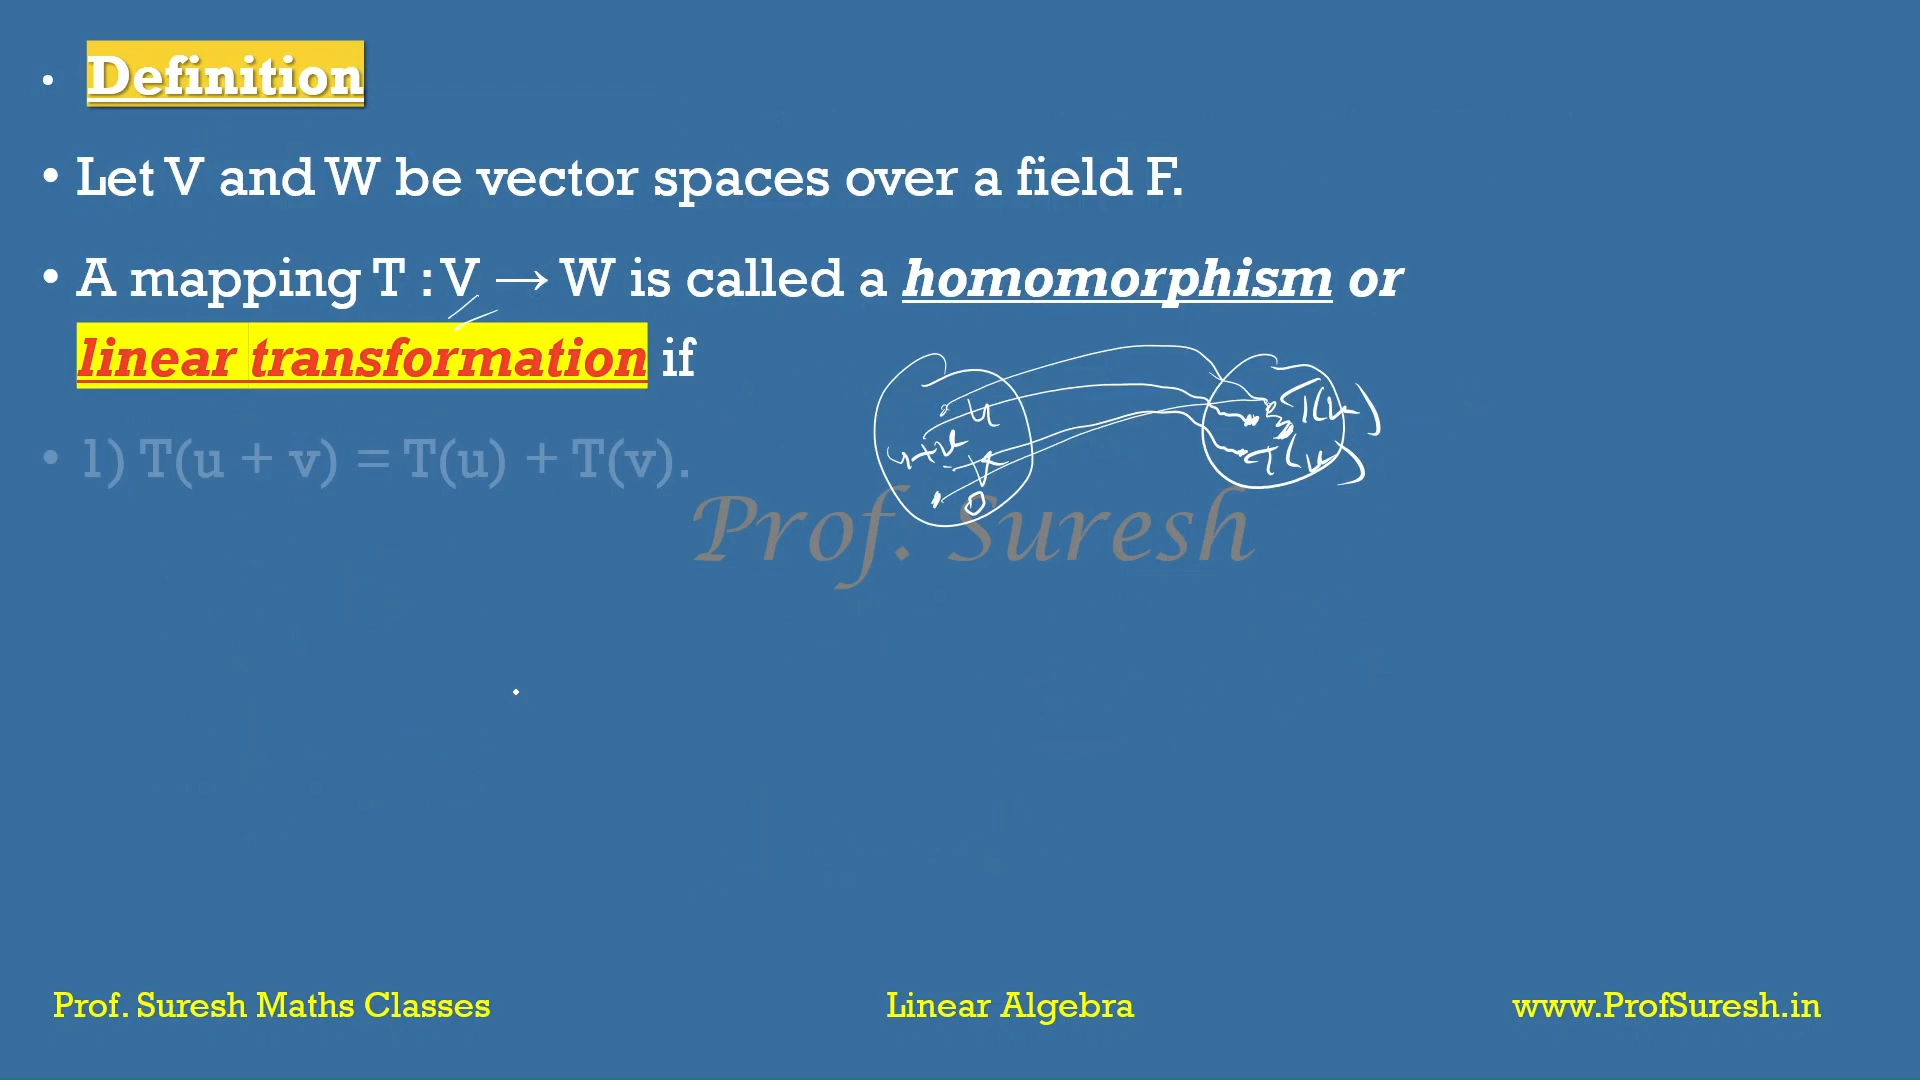 Definition
• Let V and W be vector spaces over a field F.
• A mapping T : V → W is called a homomorphism or
linear transformation if
• 1) T(u + v) = T(u) + T(v).
u
u+v
v
0
T(u)
T(v)
Prof. Suresh
Prof. Suresh Maths Classes
Linear Algebra
www.ProfSuresh.in